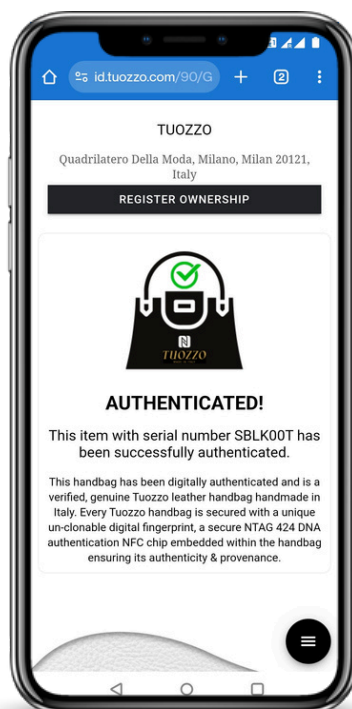 id.tuozzo.com/90/G
2
TUOZZO
Quadrilatero Della Moda, Milano, Milan 20121,
Italy
REGISTER OWNERSHIP
N
TUOZZO
AUTHENTICATED!
This item with serial number SBLK00T has
been successfully authenticated.
This handbag has been digitally authenticated and is a
verified, genuine Tuozzo leather handbag handmade in
Italy. Every Tuozzo handbag is secured with a unique
un-clonable digital fingerprint, a secure NTAG 424 DNA
authentication NFC chip embedded within the handbag
ensuring its authenticity & provenance.